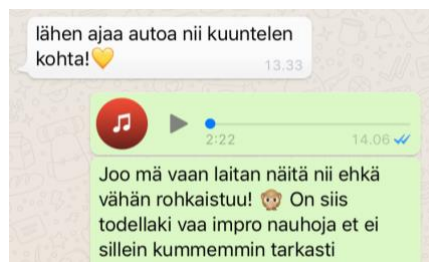 lähen ajaa autoa nii kuuntelen
kohta!💛
13.33
2:22
14.06
Joo mä vaan laitan näitä nii ehkä
vähän rohkaistuu! 🙊 On siis
todellaki vaa impro nauhoja et ei
sillein kummemmin tarkasti